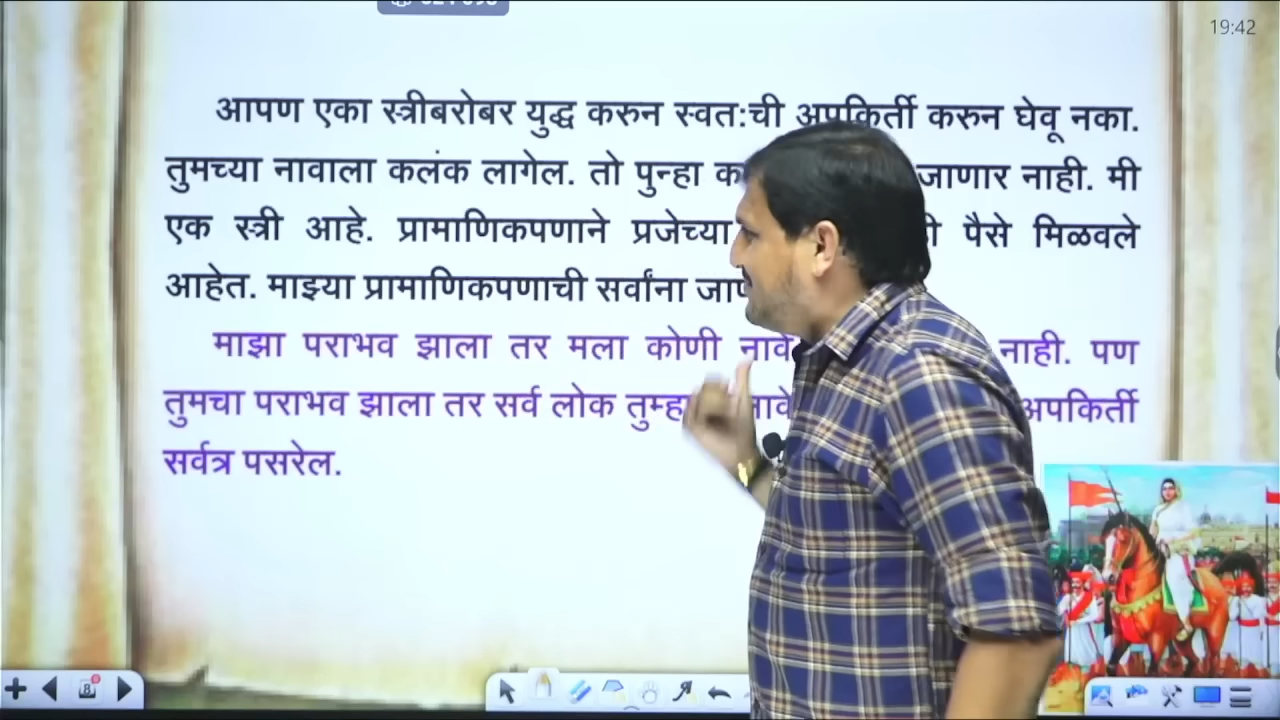 19:42
आपण एका स्त्रीबरोबर युद्ध करुन स्वत:ची अपकिर्ती करुन घेवू नका.
तुमच्या नावाला कलंक लागेल. तो पुन्हा जाणार नाही. मी
एक स्त्री आहे. प्रामाणिकपणाने प्रजेच्या पैसे मिळवले
आहेत. माझ्या प्रामाणिकपणाची सर्वांना
माझा पराभव झाला तर मला कोणी नाही. पण
तुमचा पराभव झाला तर सर्व लोक अपकिर्ती
सर्वत्र पसरेल.